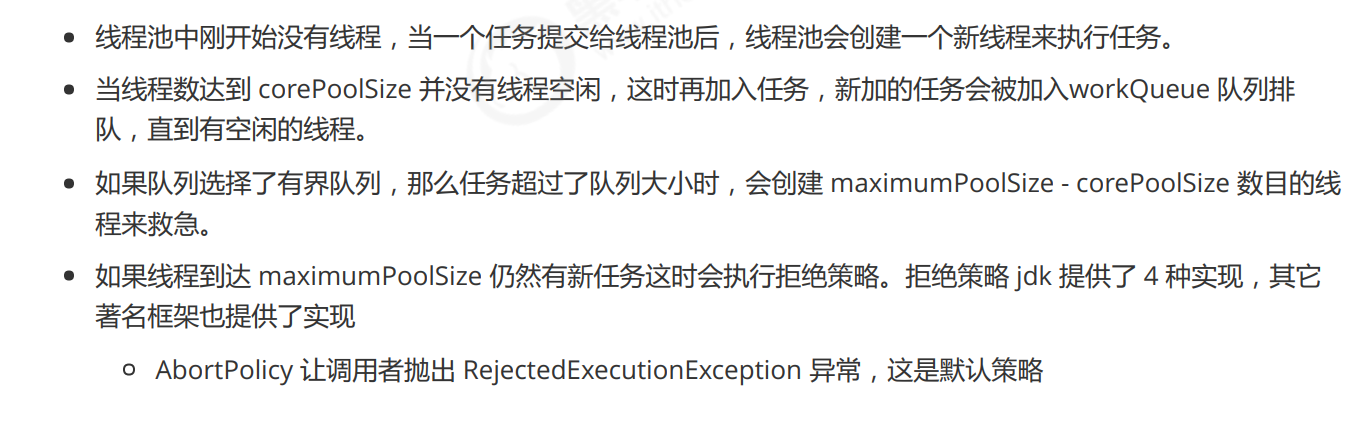 线程池中刚开始没有线程，当一个任务提交给线程池后，线程池会创建一个新线程来执行任务。
当线程数达到 corePoolSize 并没有线程空闲，这时再加入任务，新加的任务会被加入workQueue 队列排
队，直到有空闲的线程。
如果队列选择了有界队列，那么任务超过了队列大小时，会创建 maximumPoolSize - corePoolSize 数目的线
程来救急。
如果线程到达 maximumPoolSize 仍然有新任务这时会执行拒绝策略。拒绝策略 jdk 提供了 4 种实现，其它
著名框架也提供了实现
AbortPolicy 让调用者抛出 RejectedExecutionException 异常，这是默认策略